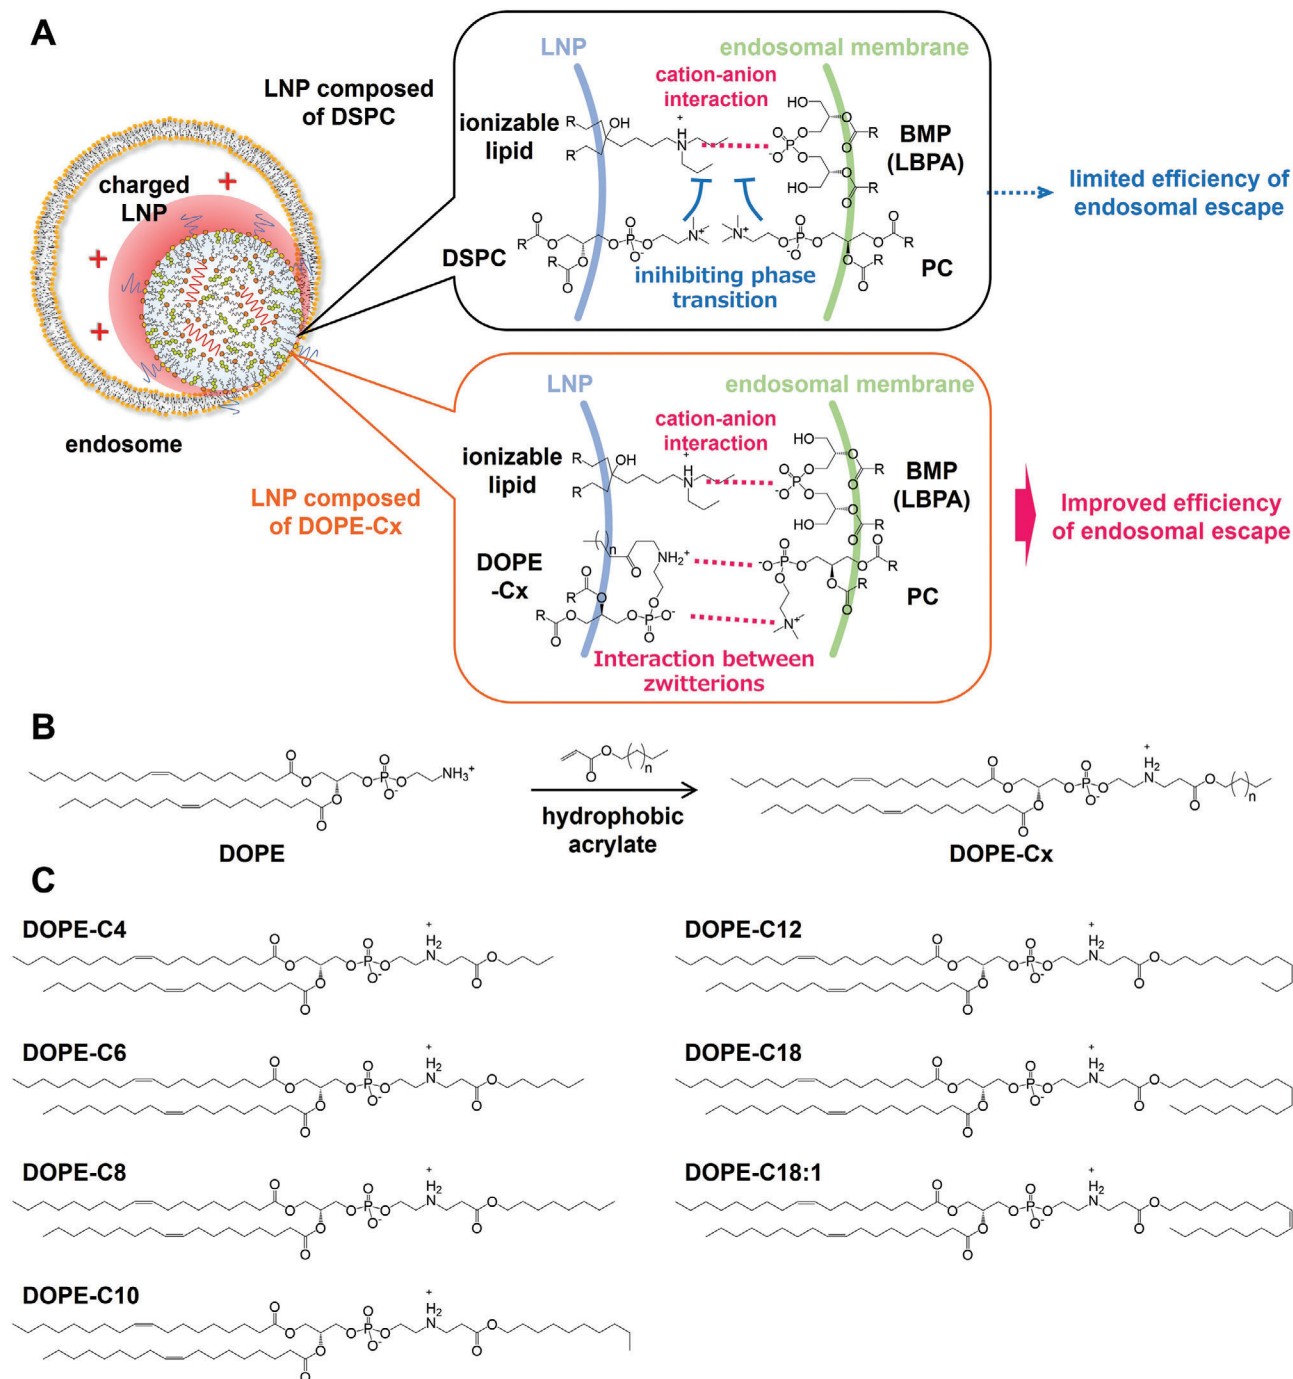 A
LNP composed
of DSPC
charged
LNP
+
+
+
endosome
LNP
endosomal membrane
cation-anion
interaction
ionizable
lipid
BMP
(LBPA)
DSPC
PC
inihibiting phase
transition
limited efficiency of
endosomal escape
LNP composed
of DOPE-Cx
LNP
endosomal membrane
cation-anion
interaction
ionizable
lipid
BMP
(LBPA)
DOPE
-Cx
PC
Interaction between
zwitterions
Improved efficiency
of endosomal escape
B
DOPE
hydrophobic
acrylate
DOPE-Cx
C
DOPE-C4
DOPE-C12
DOPE-C6
DOPE-C18
DOPE-C8
DOPE-C18:1
DOPE-C10